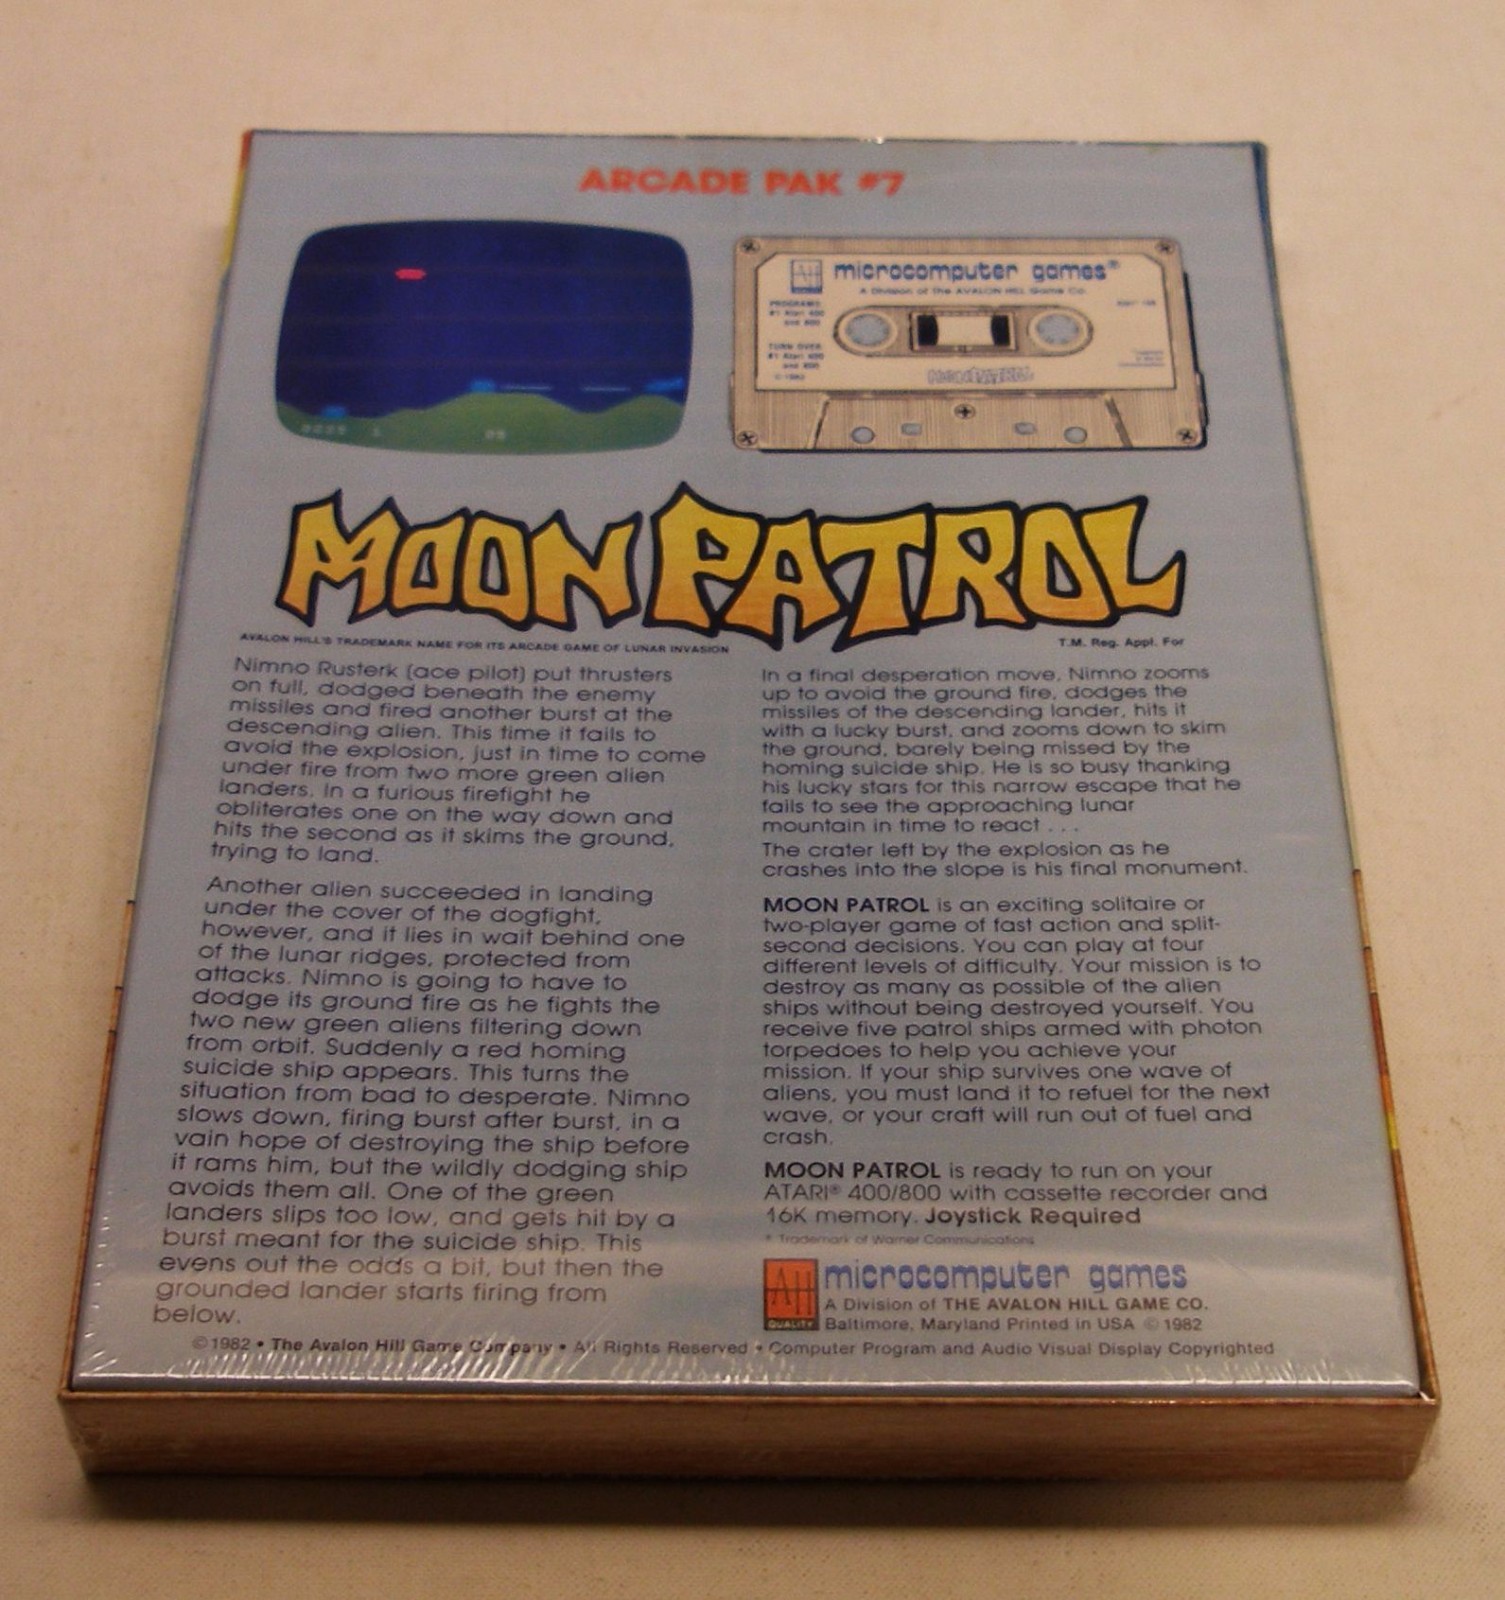 ARCADE PAK #7
microcomputer games®
A Division of the AVALON HILL Game Co.
PROGRAMS:
#1 Atari 400
and 800
TURN OVER:
#1 Atari 400
and 800
© 1982
MOON PATROL
MOON PATROL
AVALON HILL'S TRADEMARK NAME FOR ITS ARCADE GAME OF LUNAR INVASION
T.M. Reg. Appl. For
Nimno Rusterk (ace pilot) put thrusters
on full, dodged beneath the enemy
missiles and fired another burst at the
descending alien. This time it fails to
avoid the explosion, just in time to come
under fire from two more green alien
landers. In a furious firefight he
obliterates one on the way down and
hits the second as it skims the ground,
trying to land.
Another alien succeeded in landing
under the cover of the dogfight,
however, and it lies in wait behind one
of the lunar ridges, protected from
attacks. Nimno is going to have to
dodge its ground fire as he fights the
two new green aliens filtering down
from orbit. Suddenly a red homing
suicide ship appears. This turns the
situation from bad to desperate. Nimno
slows down, firing burst after burst, in a
vain hope of destroying the ship before
it rams him, but the wildly dodging ship
avoids them all. One of the green
landers slips too low, and gets hit by a
burst meant for the suicide ship. This
evens out the odds a bit, but then the
grounded lander starts firing from
below.
In a final desperation move, Nimno zooms
up to avoid the ground fire, dodges the
missiles of the descending lander, hits it
with a lucky burst, and zooms down to skim
the ground, barely being missed by the
homing suicide ship. He is so busy thanking
his lucky stars for this narrow escape that he
fails to see the approaching lunar
mountain in time to react . . .
The crater left by the explosion as he
crashes into the slope is his final monument.
MOON PATROL is an exciting solitaire or
two-player game of fast action and split-
second decisions. You can play at four
different levels of difficulty. Your mission is to
destroy as many as possible of the alien
ships without being destroyed yourself. You
receive five patrol ships armed with photon
torpedoes to help you achieve your
mission. If your ship survives one wave of
aliens, you must land it to refuel for the next
wave, or your craft will run out of fuel and
crash.
MOON PATROL is ready to run on your
ATARI® 400/800 with cassette recorder and
16K memory. Joystick Required
® Trademark of Warner Communications
AH QUALITY
microcomputer games
A Division of THE AVALON HILL GAME CO.
Baltimore, Maryland Printed in USA © 1982
©1982 • The Avalon Hill Game Company • All Rights Reserved • Computer Program and Audio Visual Display Copyrighted